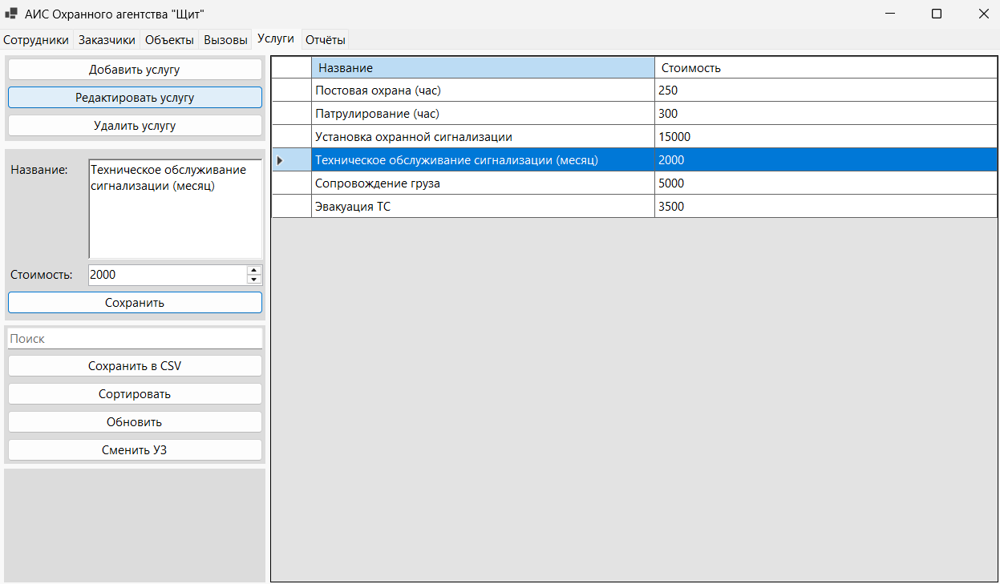 АИС Охранного агентства "Щит"
Сотрудники Заказчики Объекты Вызовы Услуги Отчёты
Добавить услугу
Редактировать услугу
Удалить услугу
Название:
Техническое обслуживание
сигнализации (месяц)
Стоимость: 2000
Сохранить
Поиск
Сохранить в CSV
Сортировать
Обновить
Сменить УЗ
Название Стоимость
Постовая охрана (час) 250
Патрулирование (час) 300
Установка охранной сигнализации 15000
Техническое обслуживание сигнализации (месяц) 2000
Сопровождение груза 5000
Эвакуация ТС 3500